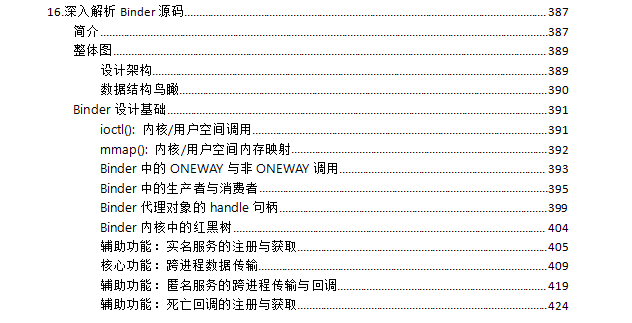 16.深入解析 Binder 源码 387
简介 387
整体图 389
设计架构 389
数据结构鸟瞰 390
Binder 设计基础 391
ioctl(): 内核/用户空间调用 391
mmap(): 内核/用户空间内存映射 392
Binder 中的 ONEWAY 与非 ONEWAY 调用 393
Binder 中的生产者与消费者 395
Binder 代理对象的 handle 句柄 399
Binder 内核中的红黑树 404
辅助功能：实名服务的注册与获取 405
核心功能：跨进程数据传输 409
辅助功能：匿名服务的跨进程传输与回调 419
辅助功能：死亡回调的注册与获取 424